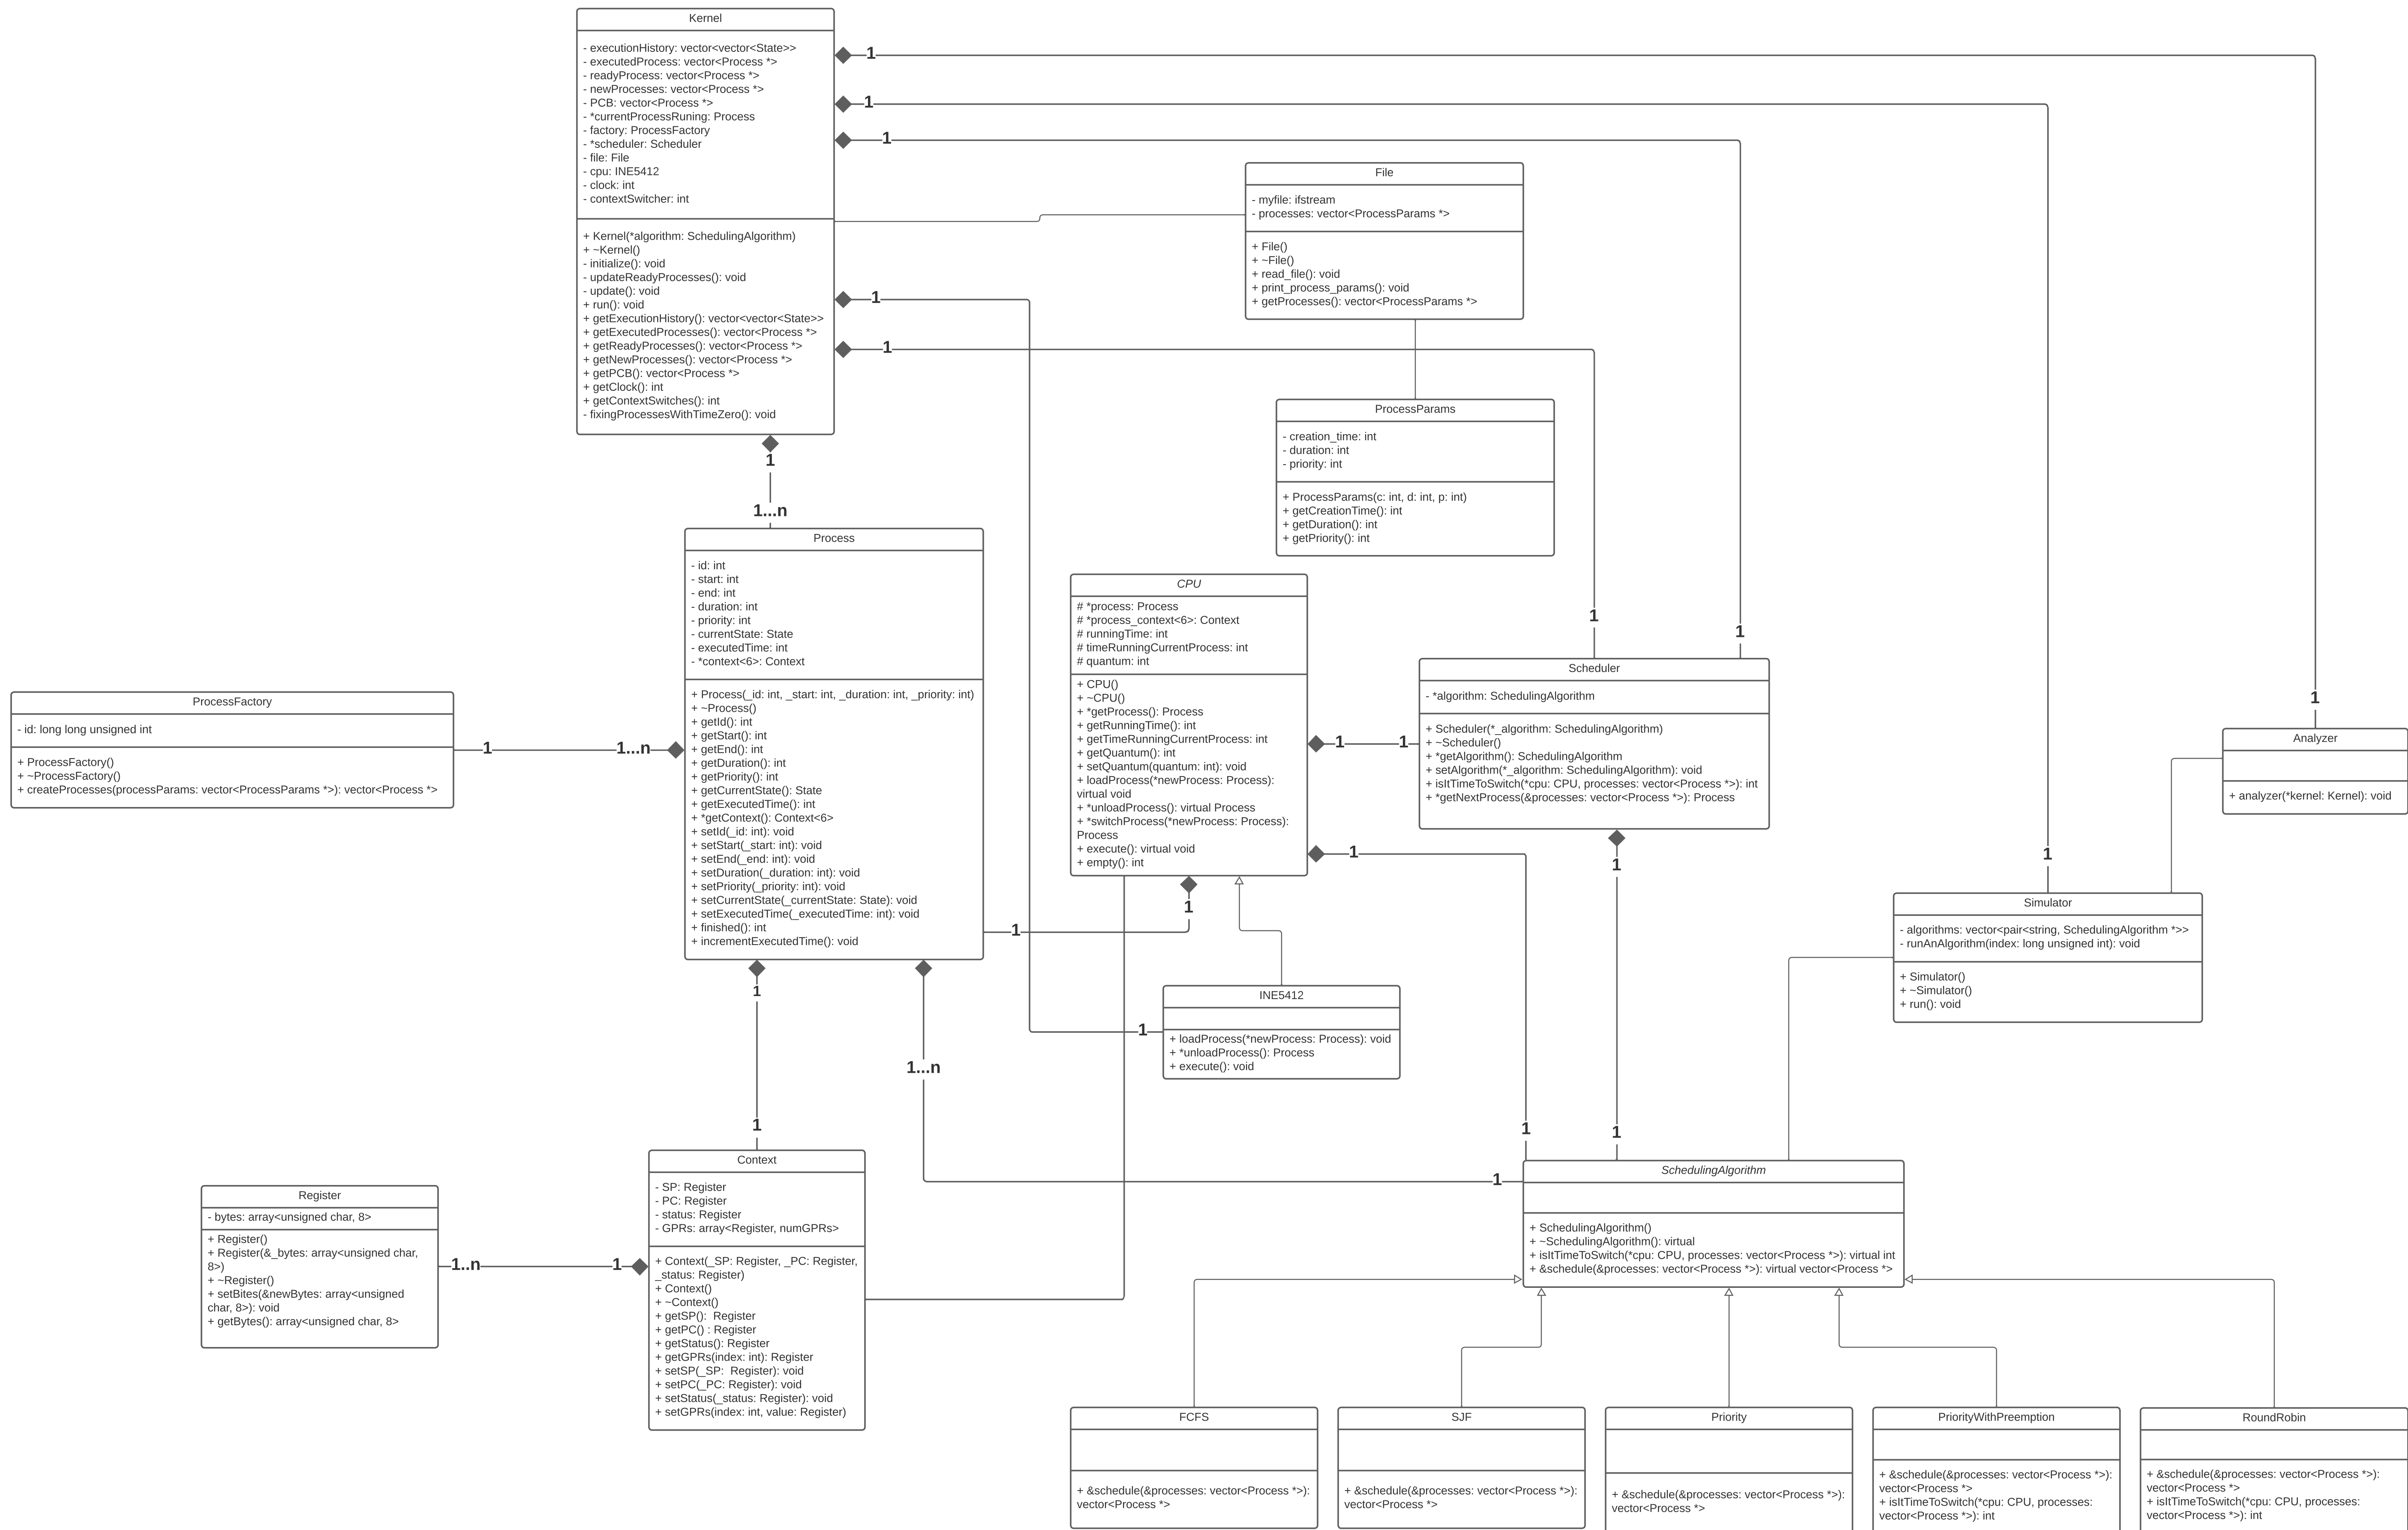 Kernel
- executionHistory: vector<vector<State>>
- executedProcess: vector<Process *>
- readyProcess: vector<Process *>
- newProcesses: vector<Process *>
- PCB: vector<Process *>
- *currentProcessRuning: Process
- factory: ProcessFactory
- *scheduler: Scheduler
- file: File
- cpu: INE5412
- clock: int
- contextSwitcher: int
+ Kernel(*algorithm: SchedulingAlgorithm)
+ ~Kernel()
- initialize(): void
- updateReadyProcesses(): void
- update(): void
+ run(): void
+ getExecutionHistory(): vector<vector<State>>
+ getExecutedProcesses(): vector<Process *>
+ getReadyProcesses(): vector<Process *>
+ getNewProcesses(): vector<Process *>
+ getPCB(): vector<Process *>
+ getClock(): int
+ getContextSwitches(): int
- fixingProcessesWithTimeZero(): void
1
1
1
1
1
1
1...n
File
- myfile: ifstream
- processes: vector<ProcessParams *>
+ File()
+ ~File()
+ read_file(): void
+ print_process_params(): void
+ getProcesses(): vector<ProcessParams *>
ProcessParams
- creation_time: int
- duration: int
- priority: int
+ ProcessParams(c: int, d: int, p: int)
+ getCreationTime(): int
+ getDuration(): int
+ getPriority(): int
Process
- id: int
- start: int
- end: int
- duration: int
- priority: int
- currentState: State
- executedTime: int
- *context<6>: Context
+ Process(_id: int, _start: int, _duration: int, _priority: int)
+ ~Process()
+ getId(): int
+ getStart(): int
+ getEnd(): int
+ getDuration(): int
+ getPriority(): int
+ getCurrentState(): State
+ getExecutedTime(): int
+ *getContext(): Context<6>
+ setId(_id: int): void
+ setStart(_start: int): void
+ setEnd(_end: int): void
+ setDuration(_duration: int): void
+ setPriority(_priority: int): void
+ setCurrentState(_currentState: State): void
+ setExecutedTime(_executedTime: int): void
+ finished(): int
+ incrementExecutedTime(): void
ProcessFactory
- id: long long unsigned int
+ ProcessFactory()
+ ~ProcessFactory()
+ createProcesses(processParams: vector<ProcessParams *>): vector<Process *>
1
1...n
CPU
# *process: Process
# *process_context<6>: Context
# runningTime: int
# timeRunningCurrentProcess: int
# quantum: int
+ CPU()
+ ~CPU()
+ *getProcess(): Process
+ getRunningTime(): int
+ getTimeRunningCurrentProcess: int
+ getQuantum(): int
+ setQuantum(quantum: int): void
+ loadProcess(*newProcess: Process):
virtual void
+ *unloadProcess(): virtual Process
+ *switchProcess(*newProcess: Process):
Process
+ execute(): virtual void
+ empty(): int
1
1
1
1
Scheduler
- *algorithm: SchedulingAlgorithm
+ Scheduler(*_algorithm: SchedulingAlgorithm)
+ ~Scheduler()
+ *getAlgorithm(): SchedulingAlgorithm
+ setAlgorithm(*_algorithm: SchedulingAlgorithm): void
+ isItTimeToSwitch(*cpu: CPU, processes: vector<Process *>): int
+ *getNextProcess(&processes: vector<Process *>): Process
1
Analyzer
+ analyzer(*kernel: Kernel): void
1
1
1
1
1
Simulator
- algorithms: vector<pair<string, SchedulingAlgorithm *>>
- runAnAlgorithm(index: long unsigned int): void
+ Simulator()
+ ~Simulator()
+ run(): void
1
INE5412
+ loadProcess(*newProcess: Process): void
+ *unloadProcess(): Process
+ execute(): void
1
1...n
1
1
1
1
SchedulingAlgorithm
+ SchedulingAlgorithm()
+ ~SchedulingAlgorithm(): virtual
+ isItTimeToSwitch(*cpu: CPU, processes: vector<Process *>): virtual int
+ &schedule(&processes: vector<Process *>): virtual vector<Process *>
Context
- SP: Register
- PC: Register
- status: Register
- GPRs: array<Register, numGPRs>
+ Context(_SP: Register, _PC: Register,
_status: Register)
+ Context()
+ ~Context()
+ getSP():  Register
+ getPC() : Register
+ getStatus(): Register
+ getGPRs(index: int): Register
+ setSP(_SP:  Register): void
+ setPC(_PC: Register): void
+ setStatus(_status: Register): void
+ setGPRs(index: int, value: Register)
Register
- bytes: array<unsigned char, 8>
+ Register()
+ Register(&_bytes: array<unsigned char,
8>)
+ ~Register()
+ setBites(&newBytes: array<unsigned
char, 8>): void
+ getBytes(): array<unsigned char, 8>
1..n
1
FCFS
+ &schedule(&processes: vector<Process *>):
vector<Process *>
SJF
+ &schedule(&processes: vector<Process *>):
vector<Process *>
Priority
+ &schedule(&processes: vector<Process *>):
vector<Process *>
PriorityWithPreemption
+ &schedule(&processes: vector<Process *>):
vector<Process *>
+ isItTimeToSwitch(*cpu: CPU, processes:
vector<Process *>): int
RoundRobin
+ &schedule(&processes: vector<Process *>):
vector<Process *>
+ isItTimeToSwitch(*cpu: CPU, processes:
vector<Process *>): int